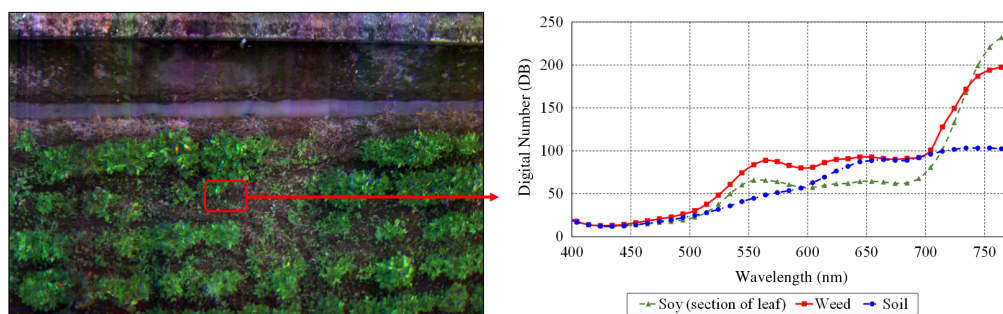 250
200
150
100
50
0
Digital Number (DB)
400 450 500 550 600 650 700 750
Wavelength (nm)
Soy (section of leaf) Weed Soil